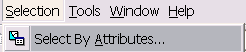 Selection Tools Window Help
Select By Attributes...